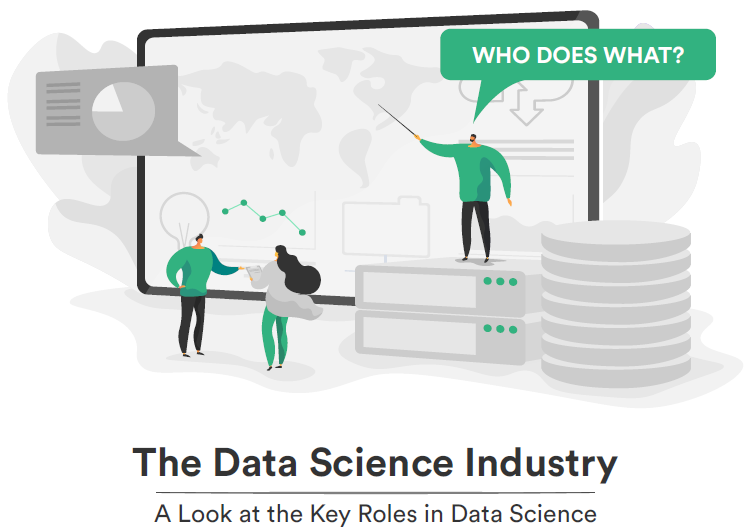 WHO DOES WHAT?
The Data Science Industry
A Look at the Key Roles in Data Science